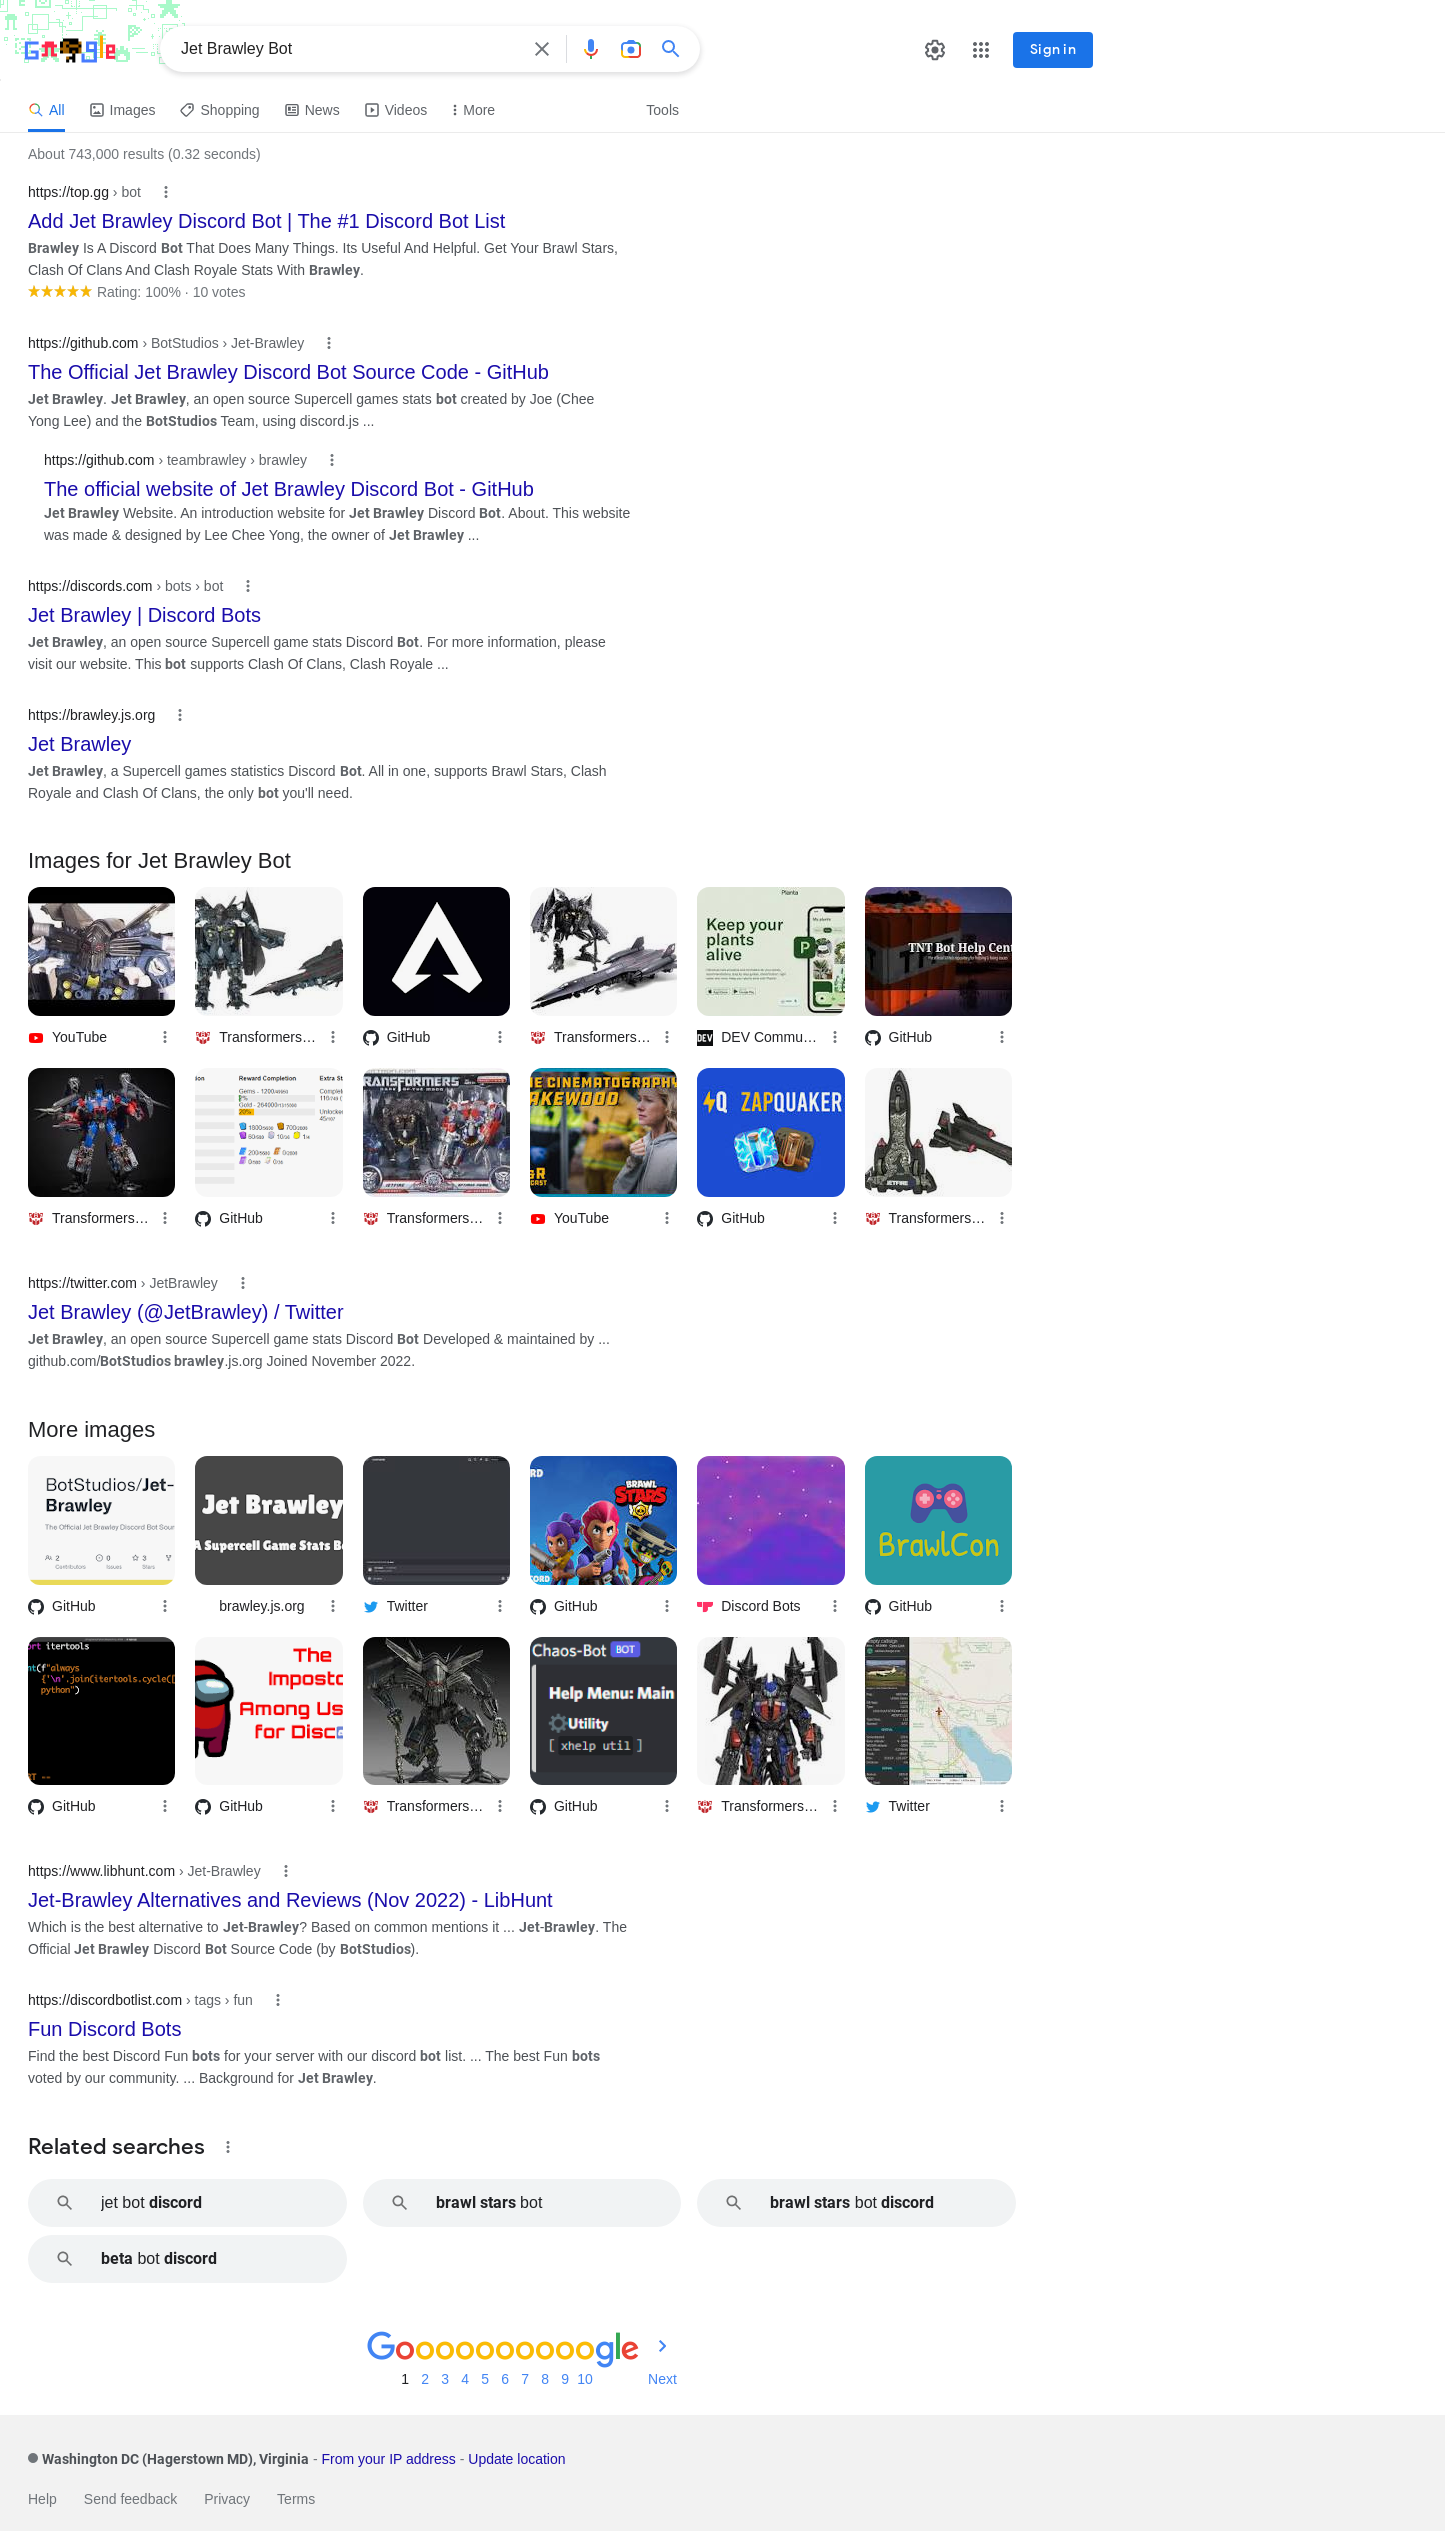 Jet Brawley Bot
Sign in
All
Images
Shopping
News
Videos
More
Tools
About 743,000 results (0.32 seconds)
https://top.gg › bot
Add Jet Brawley Discord Bot | The #1 Discord Bot List
Brawley Is A Discord Bot That Does Many Things. Its Useful And Helpful. Get Your Brawl Stars,
Clash Of Clans And Clash Royale Stats With Brawley.
Rating: 100% · 10 votes
https://github.com › BotStudios › Jet-Brawley
The Official Jet Brawley Discord Bot Source Code - GitHub
Jet Brawley. Jet Brawley, an open source Supercell games stats bot created by Joe (Chee
Yong Lee) and the BotStudios Team, using discord.js ...
https://github.com › teambrawley › brawley
The official website of Jet Brawley Discord Bot - GitHub
Jet Brawley Website. An introduction website for Jet Brawley Discord Bot. About. This website
was made & designed by Lee Chee Yong, the owner of Jet Brawley ...
https://discords.com › bots › bot
Jet Brawley | Discord Bots
Jet Brawley, an open source Supercell game stats Discord Bot. For more information, please
visit our website. This bot supports Clash Of Clans, Clash Royale ...
https://brawley.js.org
Jet Brawley
Jet Brawley, a Supercell games statistics Discord Bot. All in one, supports Brawl Stars, Clash
Royale and Clash Of Clans, the only bot you'll need.
Images for Jet Brawley Bot
Planta
Keep your
plants
alive
TNT Bot Help Cent
YouTube
Transformers…
GitHub
Transformers…
DEV Commu…
GitHub
Reward Completion
Extra St
TRANSFORMERS
CINEMATOGRAPHY
AKEWOOD
ZAPQUAKER
JETFIRE
Transformers…
GitHub
Transformers…
YouTube
GitHub
Transformers…
https://twitter.com › JetBrawley
Jet Brawley (@JetBrawley) / Twitter
Jet Brawley, an open source Supercell game stats Discord Bot Developed & maintained by ...
github.com/BotStudios brawley.js.org Joined November 2022.
More images
BotStudios/Jet-
Brawley
The Official Jet Brawley Discord Bot Sour
Jet Brawley
A Supercell Game Stats Bo
BRAWL
STARS
BrawlCon
GitHub
brawley.js.org
Twitter
GitHub
Discord Bots
GitHub
ort itertools
nt(f"always
{'\n'.join(itertools.cycle([
python")
The
Imposto
Among Us
for Disc
Chaos-Bot BOT
Help Menu: Main
Utility
[ xhelp util ]
GitHub
GitHub
Transformers…
GitHub
Transformers…
Twitter
https://www.libhunt.com › Jet-Brawley
Jet-Brawley Alternatives and Reviews (Nov 2022) - LibHunt
Which is the best alternative to Jet-Brawley? Based on common mentions it ... Jet-Brawley. The
Official Jet Brawley Discord Bot Source Code (by BotStudios).
https://discordbotlist.com › tags › fun
Fun Discord Bots
Find the best Discord Fun bots for your server with our discord bot list. ... The best Fun bots
voted by our community. ... Background for Jet Brawley.
Related searches
jet bot discord
brawl stars bot
brawl stars bot discord
beta bot discord
Goooooooooogle
1 2 3 4 5 6 7 8 9 10 Next
Washington DC (Hagerstown MD), Virginia - From your IP address - Update location
Help
Send feedback
Privacy
Terms